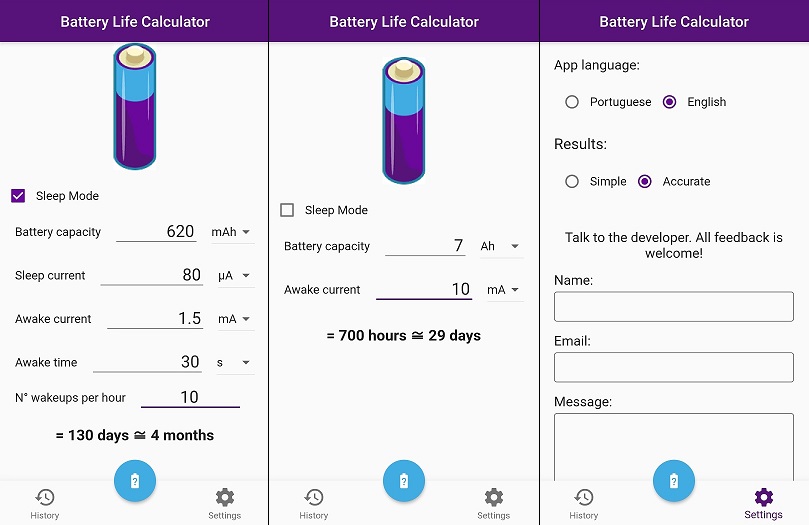 Battery Life Calculator
Sleep Mode
Battery capacity 620 mAh
Sleep current 80 µA
Awake current 1.5 mA
Awake time 30 s
N° wakeups per hour 10
= 130 days ≅ 4 months
?
History Settings
Battery Life Calculator
Sleep Mode
Battery capacity 7 Ah
Awake current 10 mA
= 700 hours ≅ 29 days
?
History Settings
Battery Life Calculator
App language:
Portuguese English
Results:
Simple Accurate
Talk to the developer. All feedback is
welcome!
Name:
Email:
Message:
?
History Settings